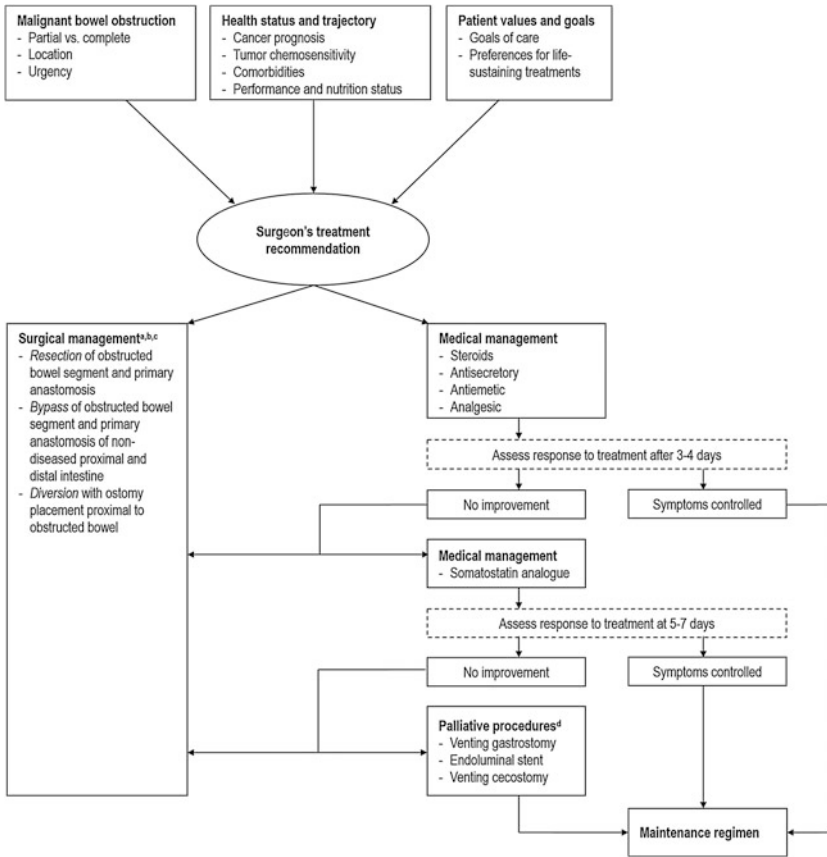 Malignant bowel obstruction
- Partial vs. complete
- Location
- Urgency
Health status and trajectory
- Cancer prognosis
- Tumor chemosensitivity
- Comorbidities
- Performance and nutrition status
Patient values and goals
- Goals of care
- Preferences for life-
sustaining treatments
Surgeon's treatment
recommendation
Surgical managementa,b,c
- Resection of obstructed
bowel segment and primary
anastomosis
- Bypass of obstructed bowel
segment and primary
anastomosis of non-
diseased proximal and
distal intestine
- Diversion with ostomy
placement proximal to
obstructed bowel
Medical management
- Steroids
- Antisecretory
- Antiemetic
- Analgesic
Assess response to treatment after 3-4 days
No improvement
Symptoms controlled
Medical management
- Somatostatin analogue
Assess response to treatment at 5-7 days
No improvement
Symptoms controlled
Palliative proceduresd
- Venting gastrostomy
- Endoluminal stent
- Venting cecostomy
Maintenance regimen